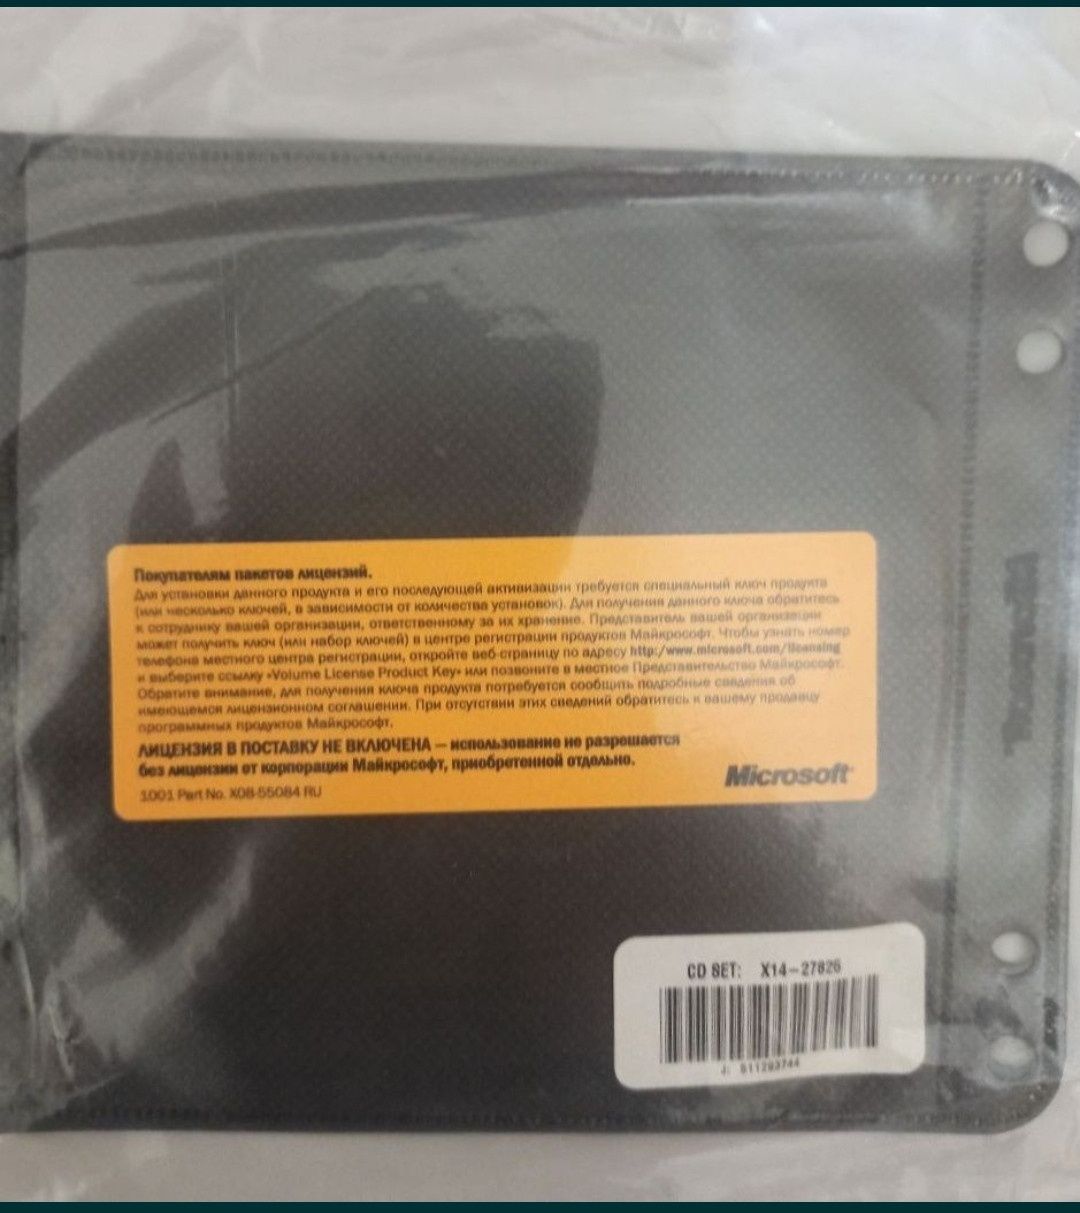 Покупателям пакетов лицензий.
Для установки данного продукта и его последующей активизации требуется специальный ключ продукта
(или несколько ключей, в зависимости от количества установок). Для получения данного ключа обратитесь
к сотруднику вашей организации, ответственному за их хранение. Представитель вашей организации
может получить ключ (или набор ключей) в центре регистрации продуктов Майкрософт. Чтобы узнать номер
телефона местного центра регистрации, откройте веб-страницу по адресу http:/www.microsoft.com/licensing
и выберите ссылку «Volume License Product Key» или позвоните в местное Представительство Майкрософт.
Обратите внимание, для получения ключа продукта потребуется сообщить подробные сведения об
имеющемся лицензионном соглашении. При отсутствии этих сведений обратитесь к вашему продавцу
программных продуктов Майкрософт.
ЛИЦЕНЗИЯ В ПОСТАВКУ НЕ ВКЛЮЧЕНА — использование не разрешается
без лицензии от корпорации Майкрософт, приобретенной отдельно.
1001 Part No. X08-55084 RU
Microsoft
CD SET: X14-27826
J: 511293744